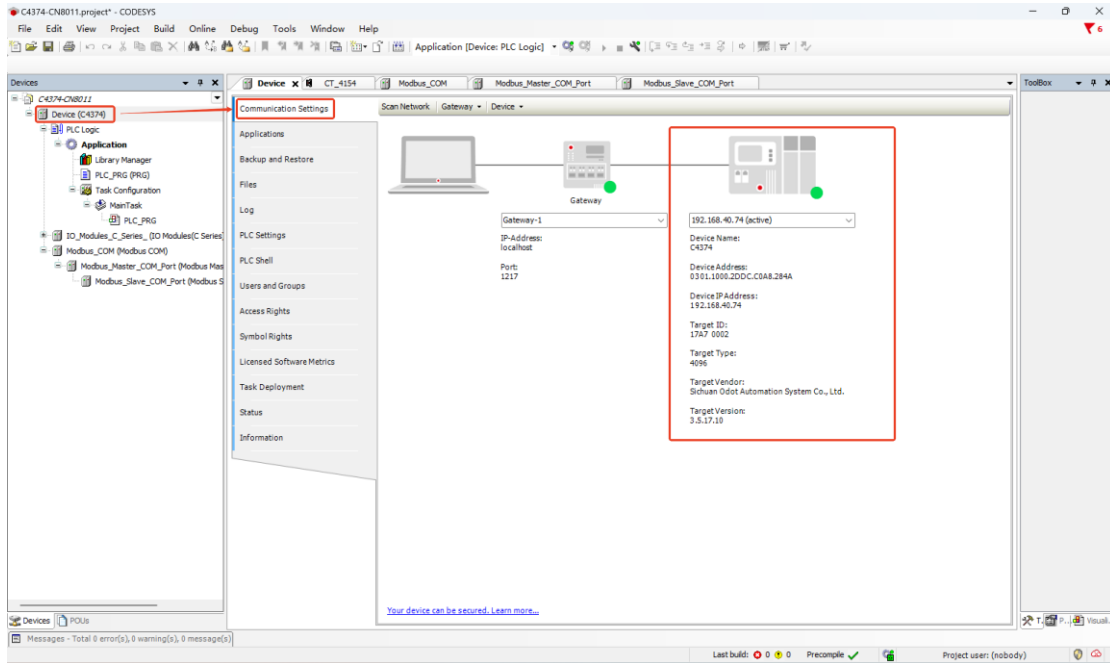 C4374-CN8011.project* - CODESYS
File Edit View Project Build Online Debug Tools Window Help
6
Application [Device: PLC Logic]
Devices
C4374-CN8011
Device (C4374)
PLC Logic
Application
Library Manager
PLC_PRG (PRG)
Task Configuration
MainTask
PLC_PRG
IO_Modules_C_Series_ (IO Modules(C Series
Modbus_COM (Modbus COM)
Modbus_Master_COM_Port (Modbus Mas
Modbus_Slave_COM_Port (Modbus S
Devices POUs
Device CT_4154 Modbus_COM Modbus_Master_COM_Port Modbus_Slave_COM_Port
Communication Settings
Applications
Backup and Restore
Files
Log
PLC Settings
PLC Shell
Users and Groups
Access Rights
Symbol Rights
Licensed Software Metrics
Task Deployment
Status
Information
Scan Network Gateway Device
Gateway
Gateway-1
IP-Address:
localhost
Port:
1217
192.168.40.74 (active)
Device Name:
C4374
Device Address:
0301.1000.2DDC.C0A8.284A
Device IP Address:
192.168.40.74
Target ID:
17A7 0002
Target Type:
4096
Target Vendor:
Sichuan Odot Automation System Co., Ltd.
Target Version:
3.5.17.10
Your device can be secured. Learn more...
ToolBox
T. P... Visuali.
Messages - Total 0 error(s), 0 warning(s), 0 message(s)
Last build: 0 0 Precompile Project user: (nobody)